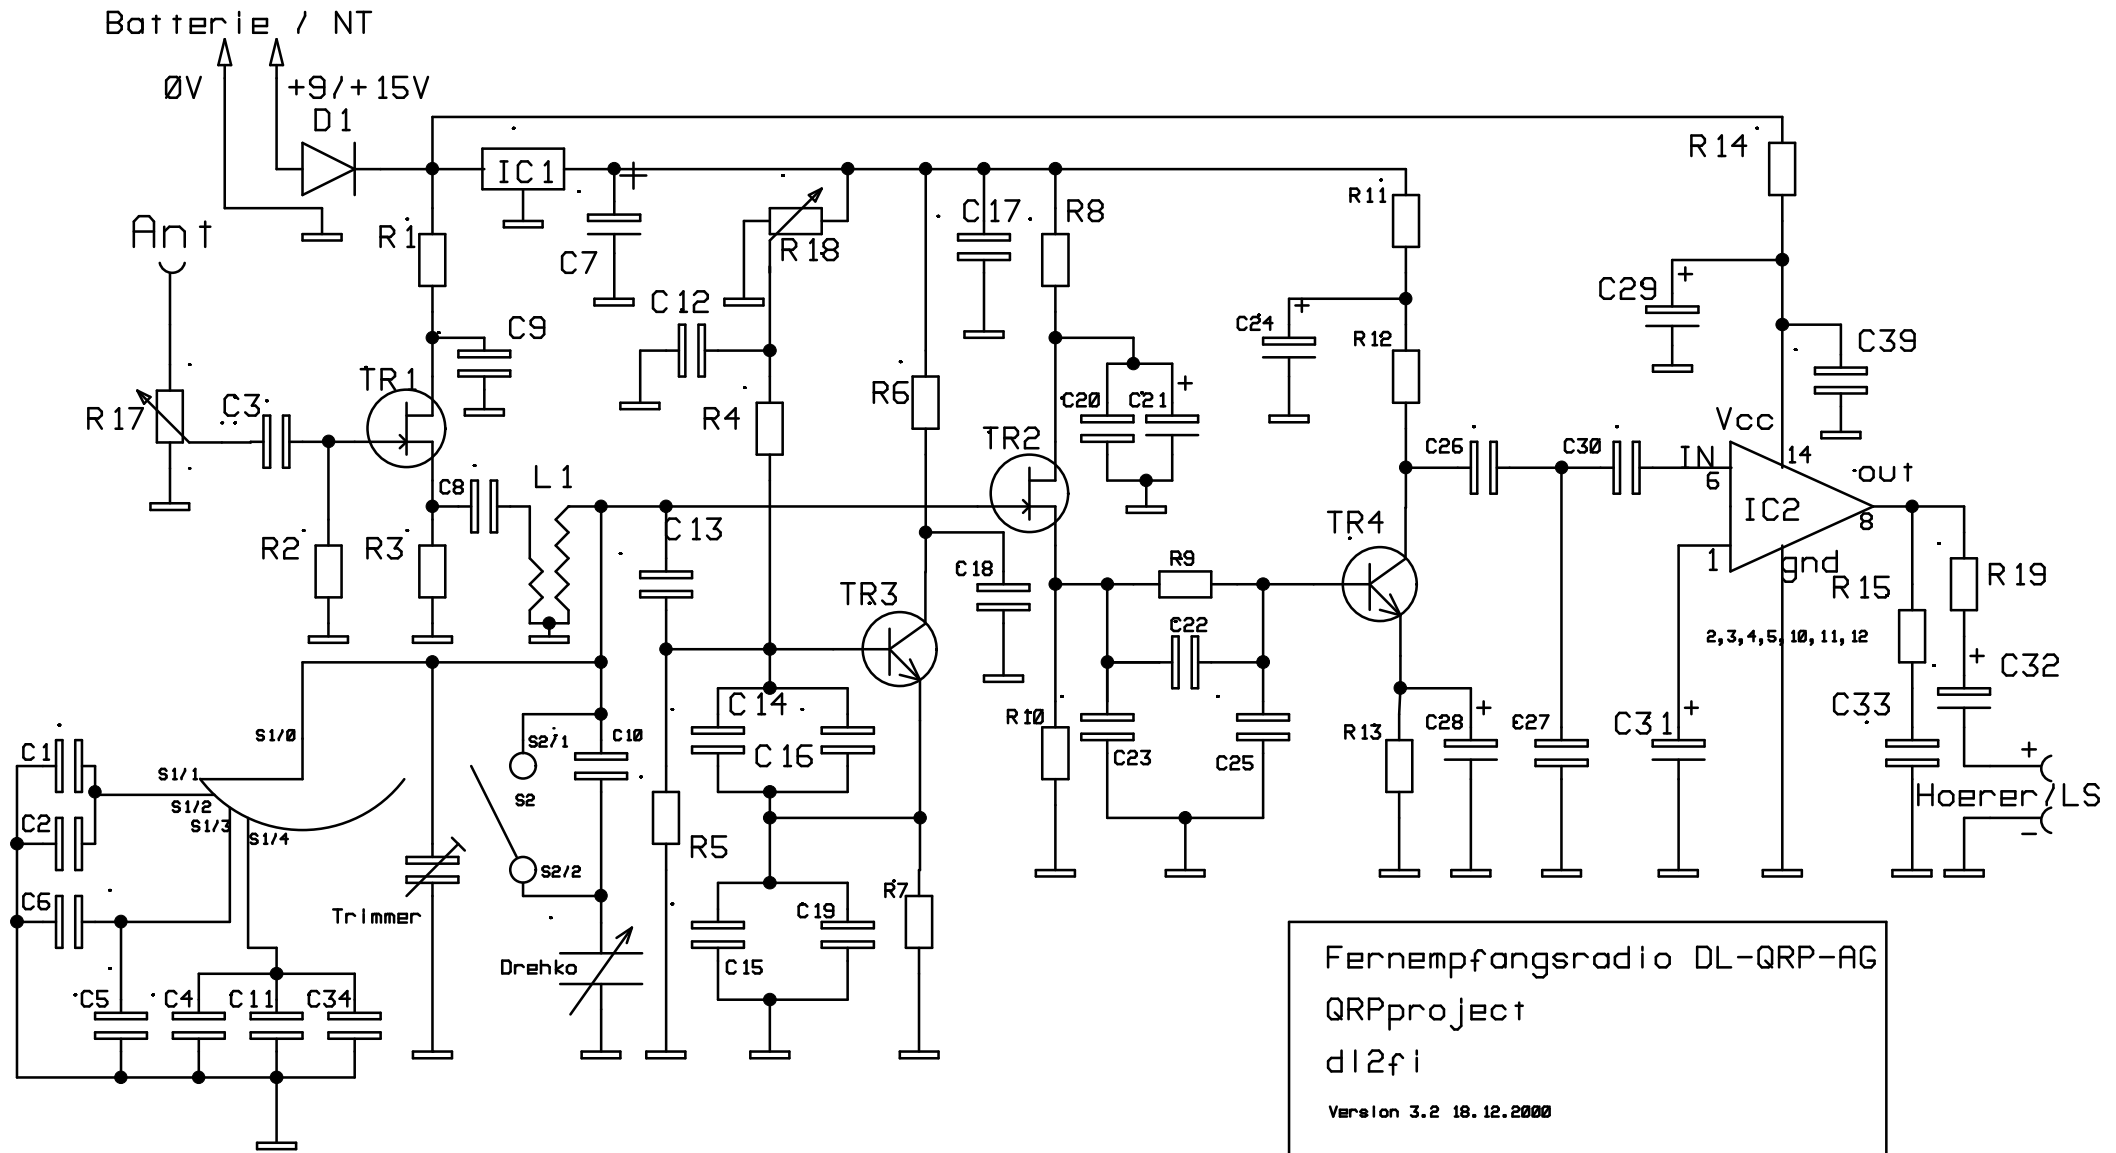 Batterie / NT
0V
+9/+15V
D1
IC1
R14
R11
Ant
R1
C7
R18
C17
R8
C29
C9
C12
C24
R12
C39
TR1
R17
C3
R4
R6
C20
C21
Vcc
TR2
C26
C30
IN
14
6
out
C8
L1
IC2
8
C13
TR4
R2
R3
R9
1
gnd
R15
R19
C18
TR3
C22
2,3,4,5,10,11,12
C32
C14
R10
R13
C28
C27
C31
C33
S1/0
S2/1
C10
C1
S1/1
C16
C23
C25
+
S1/2
S2
Hoerer/LS
C2
S1/3
S1/4
-
R5
S2/2
R7
C6
Trimmer
C19
Drehko
C15
C5
C4
C11
C34
Fernempfangsradio DL-QRP-AG
QRPproject
dl2fi
Version 3.2 18.12.2000